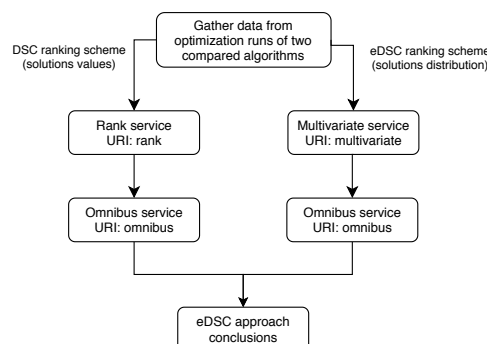 Gather data from
optimization runs of two
compared algorithms
DSC ranking scheme
(solutions values)
eDSC ranking scheme
(solutions distribution)
Rank service
URI: rank
Multivariate service
URI: multivariate
Omnibus service
URI: omnibus
Omnibus service
URI: omnibus
eDSC approach
conclusions